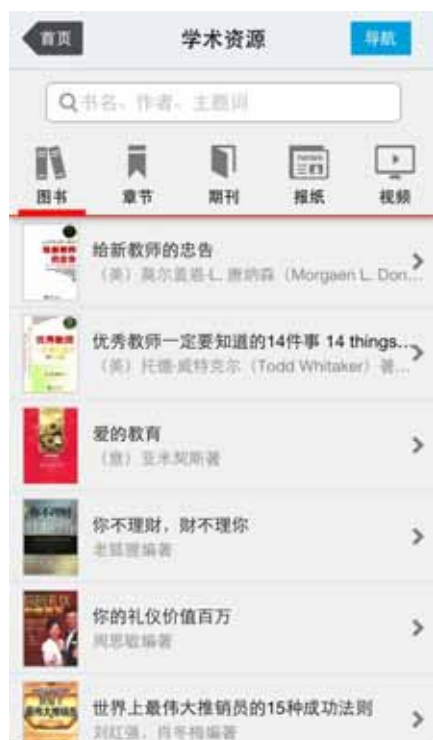 首页
学术资源
导航
书名、作者、主题词
图书
章节
期刊
报纸
视频
给新教师的忠告
（美）莫尔盖恩·L. 唐纳森（Morgaen L. Don...
优秀教师一定要知道的14件事 14 things...
（美）托德·威特克尔（Todd Whitaker）著...
爱的教育
（意）亚米契斯著
你不理财，财不理你
老狐狸编著
你的礼仪价值百万
周思敏编著
世界上最伟大推销员的15种成功法则
刘红强，肖冬梅编著